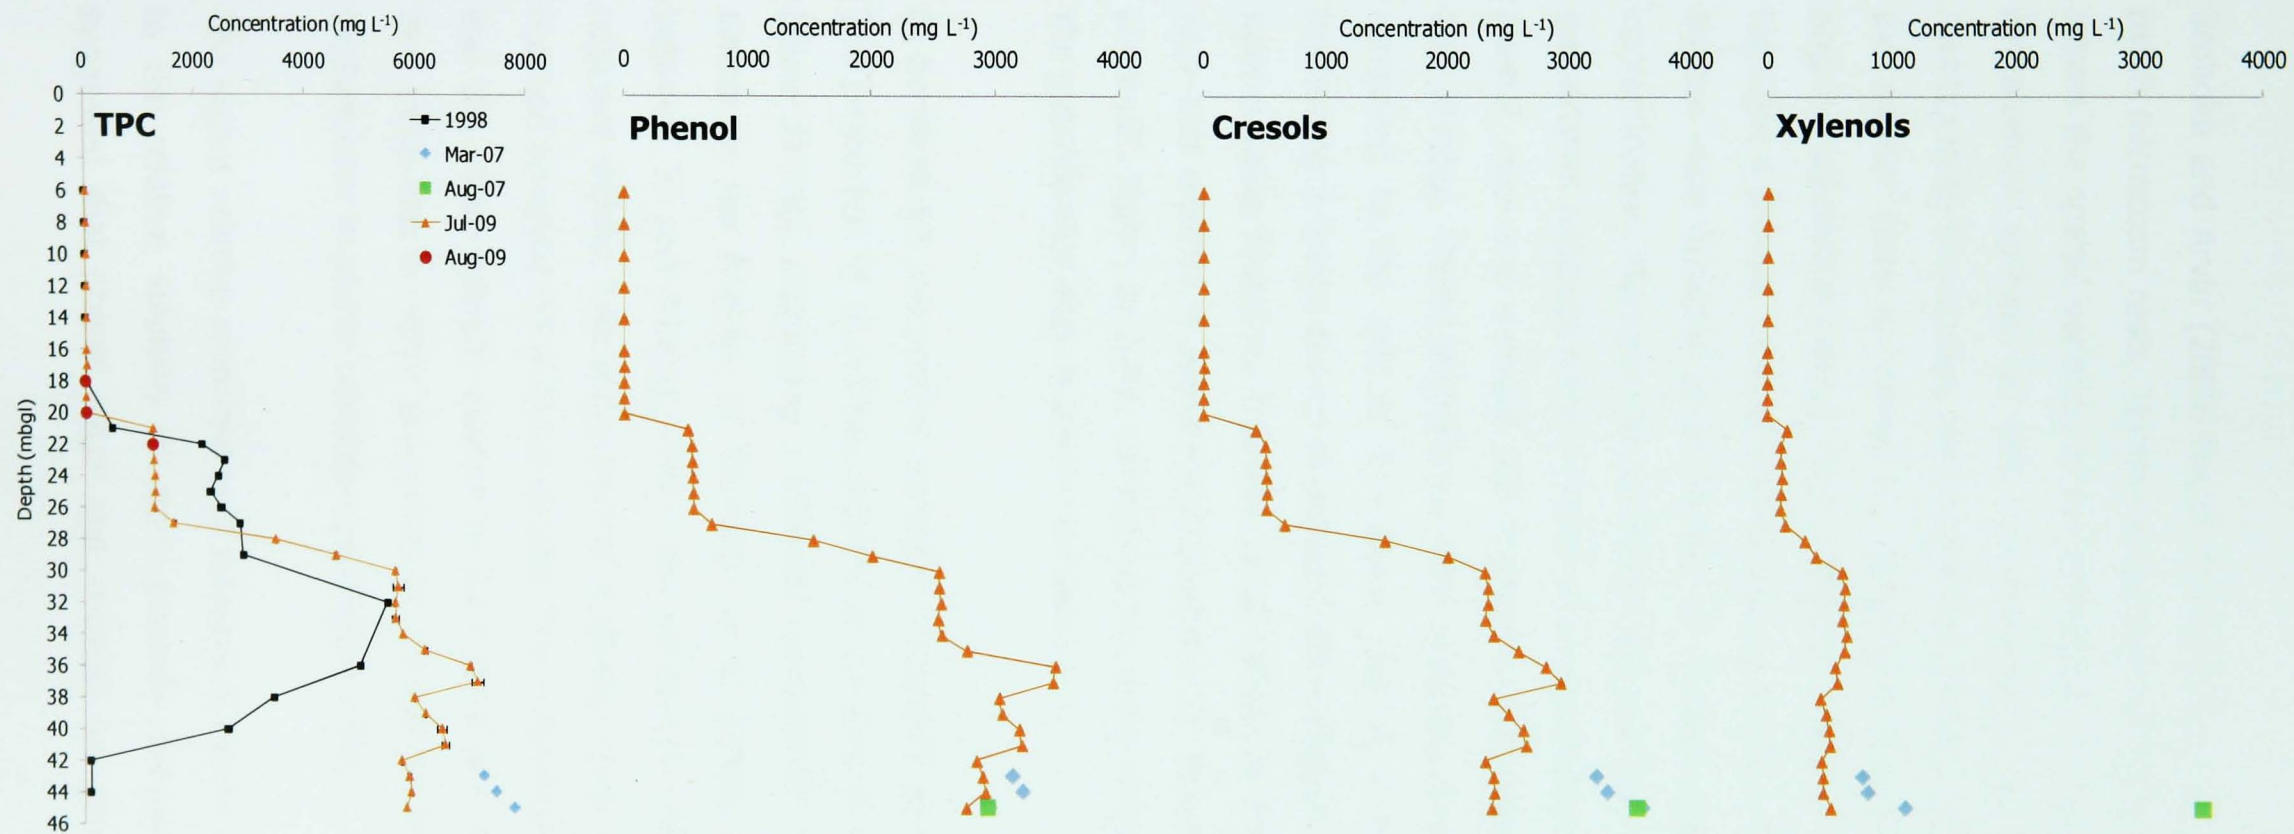 Concentration (mg L-1)
0 2000 4000 6000 8000
TPC
1998
Mar-07
Aug-07
Jul-09
Aug-09
Depth (mbgl)
0
2
4
6
8
10
12
14
16
18
20
22
24
26
28
30
32
34
36
38
40
42
44
46
Concentration (mg L-1)
0 1000 2000 3000 4000
Phenol
Concentration (mg L-1)
0 1000 2000 3000 4000
Cresols
Concentration (mg L-1)
0 1000 2000 3000 4000
Xylenols